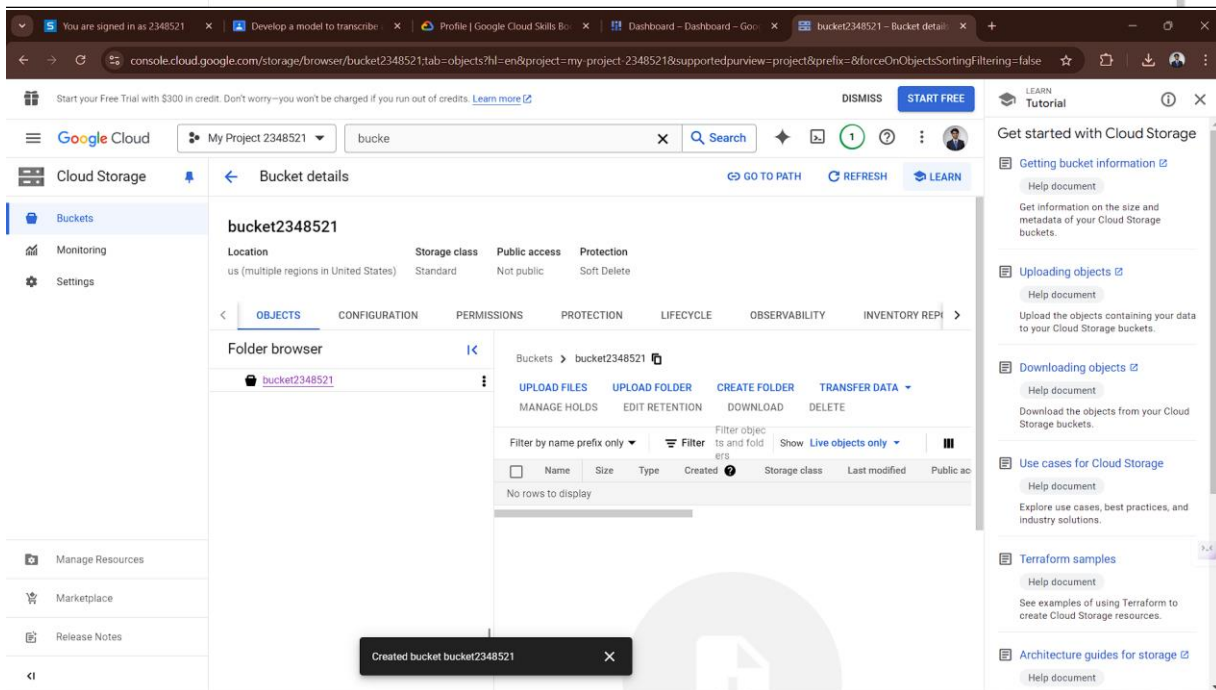 You are signed in as 2348521
Develop a model to transcribe
Profile | Google Cloud Skills Bo
Dashboard – Dashboard – Goo
bucket2348521 – Bucket detail
console.cloud.google.com/storage/browser/bucket2348521;tab=objects?hl=en&project=my-project-2348521&supportedpurview=project&prefix=&forceOnObjectsSortingFiltering=false
Start your Free Trial with $300 in credit. Don't worry—you won't be charged if you run out of credits. Learn more
DISMISS
START FREE
Google Cloud
My Project 2348521
bucke
Search
1
Cloud Storage
Buckets
Monitoring
Settings
Manage Resources
Marketplace
Release Notes
Bucket details
GO TO PATH
REFRESH
LEARN
bucket2348521
Location
us (multiple regions in United States)
Storage class
Standard
Public access
Not public
Protection
Soft Delete
OBJECTS
CONFIGURATION
PERMISSIONS
PROTECTION
LIFECYCLE
OBSERVABILITY
INVENTORY REP
Folder browser
bucket2348521
Buckets > bucket2348521
UPLOAD FILES
UPLOAD FOLDER
CREATE FOLDER
TRANSFER DATA
MANAGE HOLDS
EDIT RETENTION
DOWNLOAD
DELETE
Filter by name prefix only
Filter
Filter objec
ts and fold
ers
Show Live objects only
Name
Size
Type
Created
Storage class
Last modified
Public ac
No rows to display
Created bucket bucket2348521
LEARN
Tutorial
Get started with Cloud Storage
Getting bucket information
Help document
Get information on the size and
metadata of your Cloud Storage
buckets.
Uploading objects
Help document
Upload the objects containing your data
to your Cloud Storage buckets.
Downloading objects
Help document
Download the objects from your Cloud
Storage buckets.
Use cases for Cloud Storage
Help document
Explore use cases, best practices, and
industry solutions.
Terraform samples
Help document
See examples of using Terraform to
create Cloud Storage resources.
Architecture guides for storage
Help document